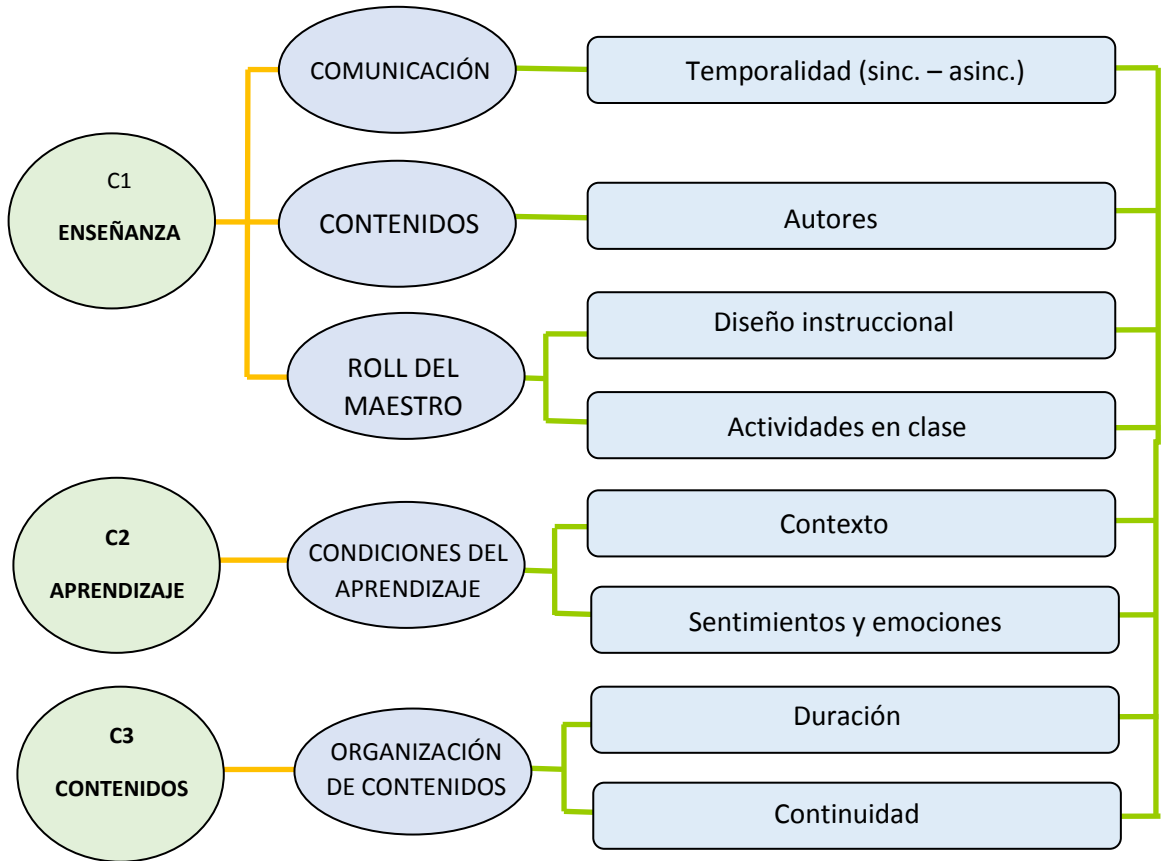 COMUNICACIÓN
Temporalidad (sinc. – asinc.)
C1
ENSEÑANZA
CONTENIDOS
Autores
ROLL DEL
MAESTRO
Diseño instruccional
Actividades en clase
C2
APRENDIZAJE
CONDICIONES DEL
APRENDIZAJE
Contexto
Sentimientos y emociones
C3
CONTENIDOS
ORGANIZACIÓN
DE CONTENIDOS
Duración
Continuidad